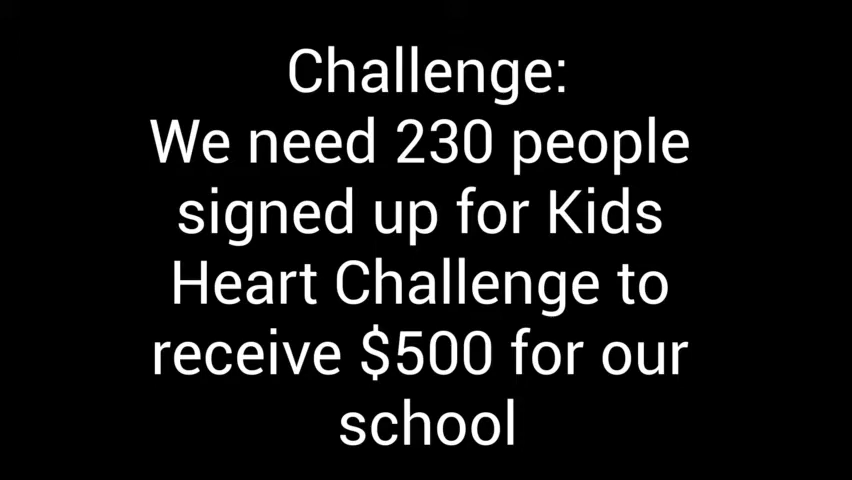 Challenge:
We need 230 people
signed up for Kids
Heart Challenge to
receive $500 for our
school